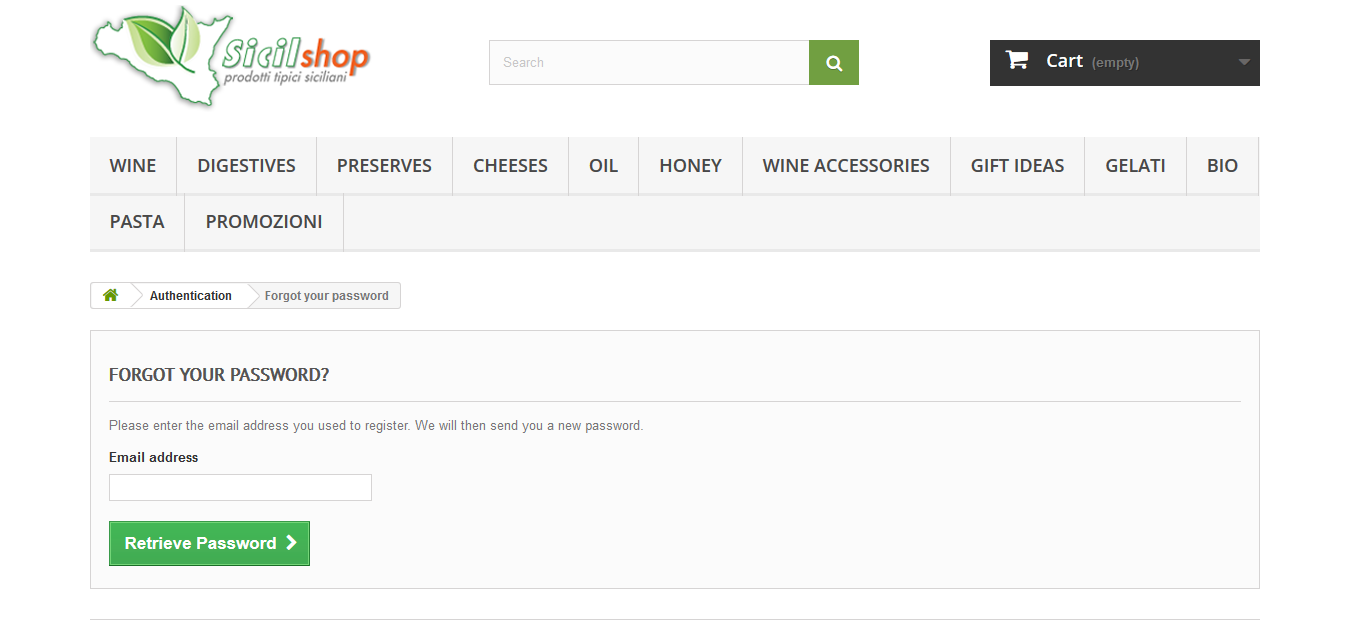 Sicilshop
prodotti tipici siciliani
Search
Cart (empty)
WINE DIGESTIVES PRESERVES CHEESES OIL HONEY WINE ACCESSORIES GIFT IDEAS GELATI BIO
PASTA PROMOZIONI
Authentication Forgot your password
FORGOT YOUR PASSWORD?
Please enter the email address you used to register. We will then send you a new password.
Email address
Retrieve Password